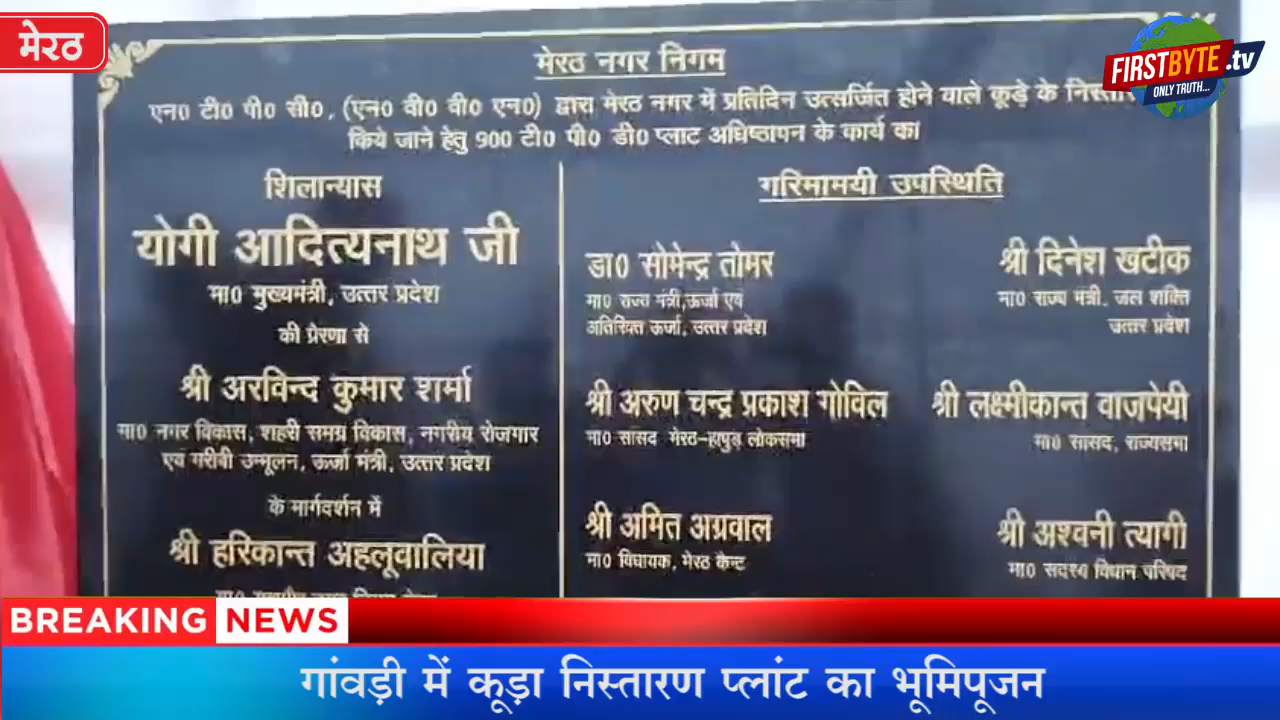 मेरठ
FIRSTBYTE.tv
ONLY TRUTH...
मेरठ नगर निगम
एन0 टी0 पी0 सी0, (एन0 वी0 वी0 एन0) द्वारा मेरठ नगर में प्रतिदिन उत्सर्जित होने वाले कूड़े के
किये जाने हेतु 900 टी0 पी0 डी0 प्लाट अधिष्ठापन के कार्य का
शिलान्यास
योगी आदित्यनाथ जी
मा0 मुख्यमंत्री, उत्तर प्रदेश
की प्रेरणा से
श्री अरविन्द कुमार शर्मा
मा0 नगर विकास, शहरी समग्र विकास, नगरीय रोजगार
एवं गरीबी उन्मूलन, ऊर्जा मंत्री, उत्तर प्रदेश
के मार्गदर्शन में
श्री हरिकान्त अहलूवालिया
गरिमामयी उपस्थिति
डा0 सोमेन्द्र तोमर
मा0 राज्य मंत्री,ऊर्जा एवं
अतिरिक्त ऊर्जा, उत्तर प्रदेश
श्री दिनेश खटीक
मा0 राज्य मंत्री, जल शक्ति
उत्तर प्रदेश
श्री अरुण चन्द्र प्रकाश गोविल
मा0 सांसद मेरठ-हापुड़ लोकसभा
श्री लक्ष्मीकान्त वाजपेयी
मा0 सांसद, राज्यसभा
श्री अमित अग्रवाल
मा0 विधायक, मेरठ कैन्ट
श्री अश्वनी त्यागी
मा0 सदस्य विधान परिषद
BREAKING NEWS
गांवड़ी में कूड़ा निस्तारण प्लांट का भूमिपूजन